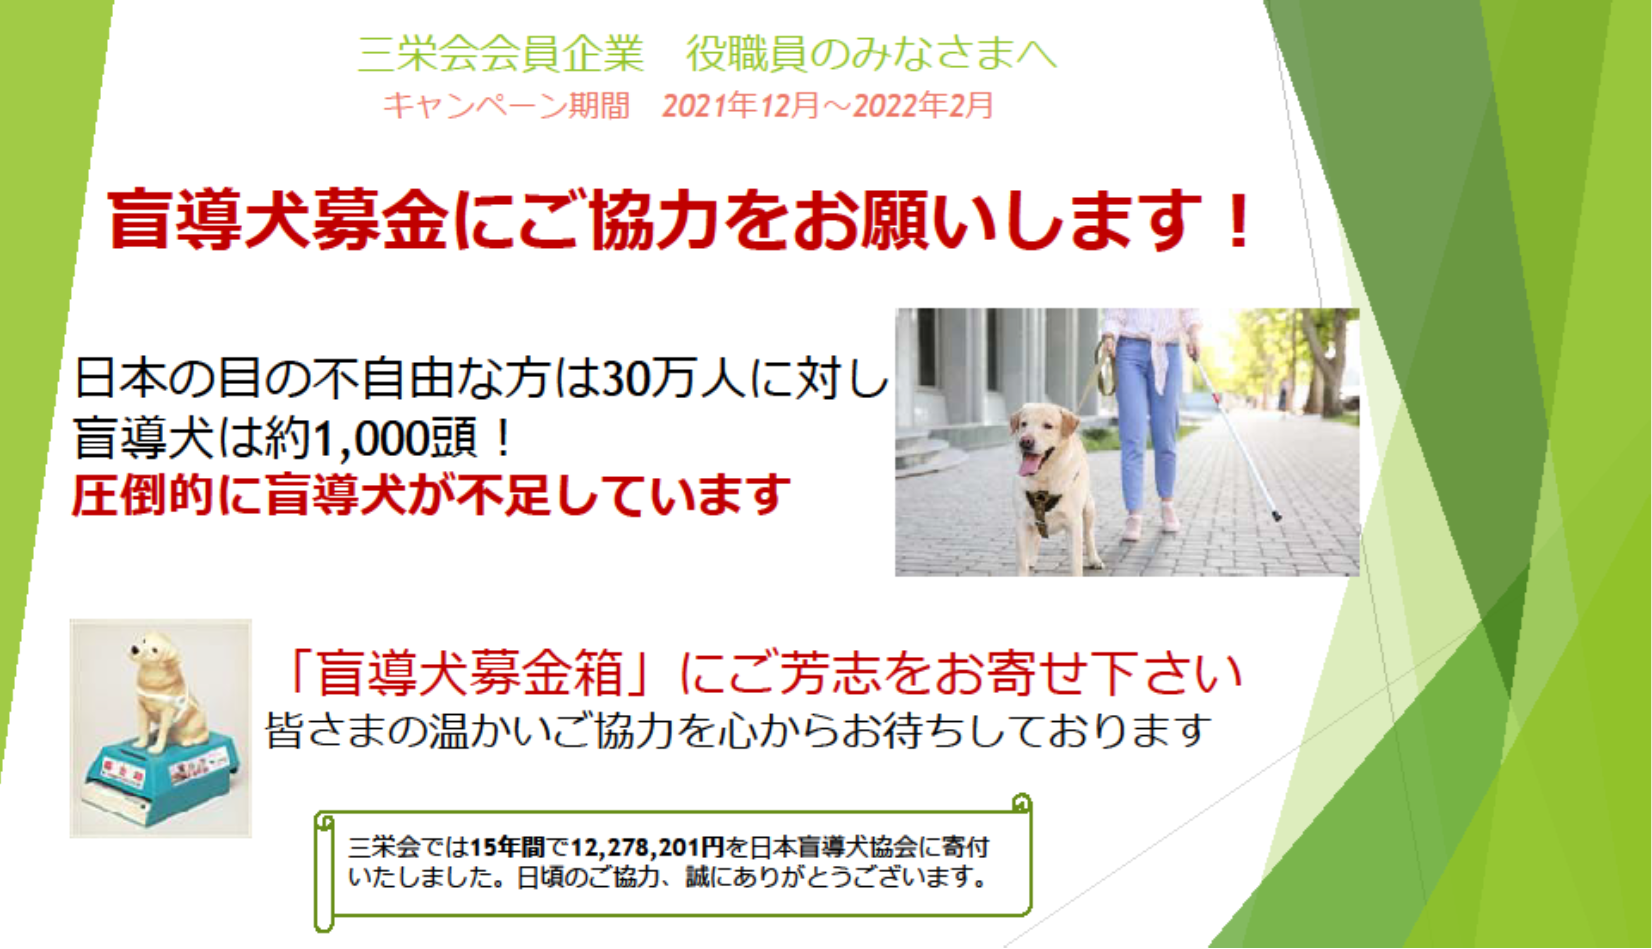 三栄会会員企業　役職員のみなさまへ
キャンペーン期間　2021年12月～2022年2月
盲導犬募金にご協力をお願いします！
日本の目の不自由な方は30万人に対し
盲導犬は約1,000頭！
圧倒的に盲導犬が不足しています
「盲導犬募金箱」にご芳志をお寄せ下さい
皆さまの温かいご協力を心からお待ちしております
募金箱
三栄会では15年間で12,278,201円を日本盲導犬協会に寄付
いたしました。日頃のご協力、誠にありがとうございます。